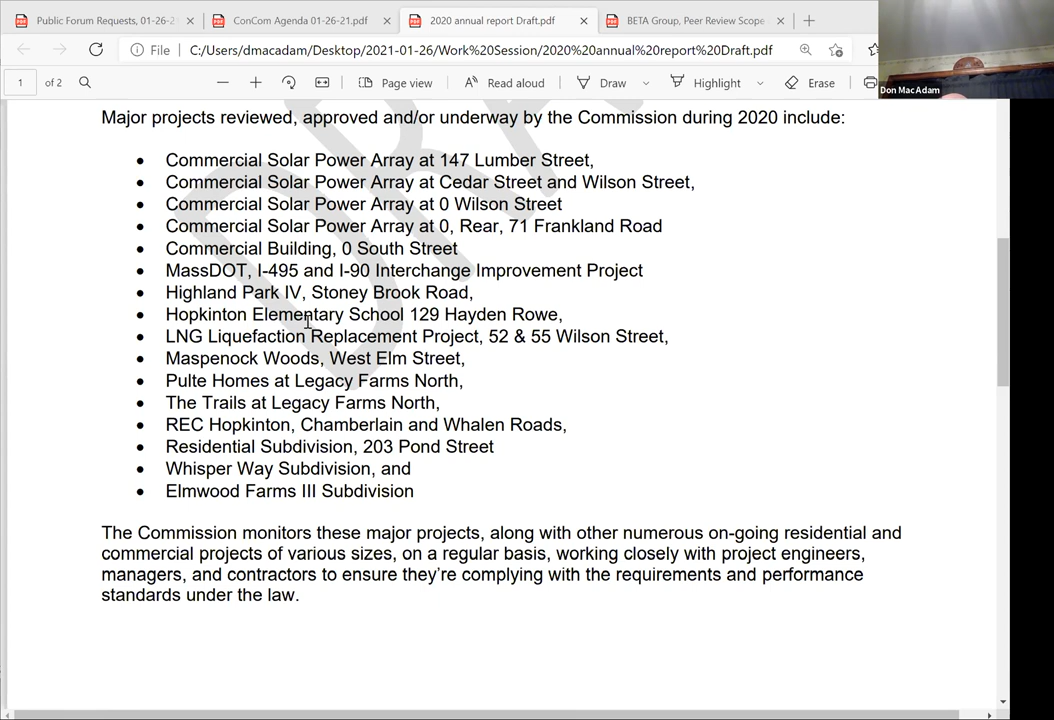 Public Forum Requests, 01-26-2
ConCom Agenda 01-26-21.pdf
2020 annual report Draft.pdf
BETA Group, Peer Review Scope
File
C:/Users/dmacadam/Desktop/2021-01-26/Work%20Session/2020%20annual%20report%20Draft.pdf
1 of 2
Page view
Read aloud
Draw
Highlight
Erase
Don MacAdam
DRA
Major projects reviewed, approved and/or underway by the Commission during 2020 include:
• Commercial Solar Power Array at 147 Lumber Street,
• Commercial Solar Power Array at Cedar Street and Wilson Street,
• Commercial Solar Power Array at 0 Wilson Street
• Commercial Solar Power Array at 0, Rear, 71 Frankland Road
• Commercial Building, 0 South Street
• MassDOT, I-495 and I-90 Interchange Improvement Project
• Highland Park IV, Stoney Brook Road,
• Hopkinton Elementary School 129 Hayden Rowe,
• LNG Liquefaction Replacement Project, 52 & 55 Wilson Street,
• Maspenock Woods, West Elm Street,
• Pulte Homes at Legacy Farms North,
• The Trails at Legacy Farms North,
• REC Hopkinton, Chamberlain and Whalen Roads,
• Residential Subdivision, 203 Pond Street
• Whisper Way Subdivision, and
• Elmwood Farms III Subdivision
The Commission monitors these major projects, along with other numerous on-going residential and
commercial projects of various sizes, on a regular basis, working closely with project engineers,
managers, and contractors to ensure they're complying with the requirements and performance
standards under the law.